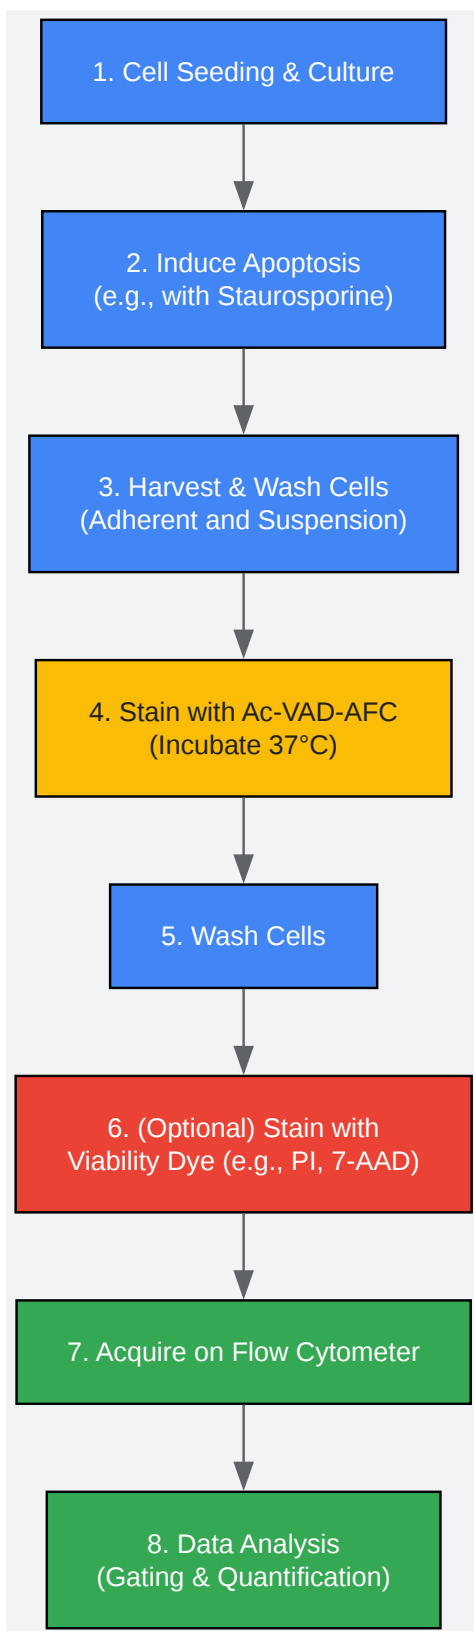 1. Cell Seeding & Culture
2. Induce Apoptosis
(e.g., with Staurosporine)
3. Harvest & Wash Cells
(Adherent and Suspension)
4. Stain with Ac-VAD-AFC
(Incubate 37°C)
5. Wash Cells
6. (Optional) Stain with
Viability Dye (e.g., PI, 7-AAD)
7. Acquire on Flow Cytometer
8. Data Analysis
(Gating & Quantification)